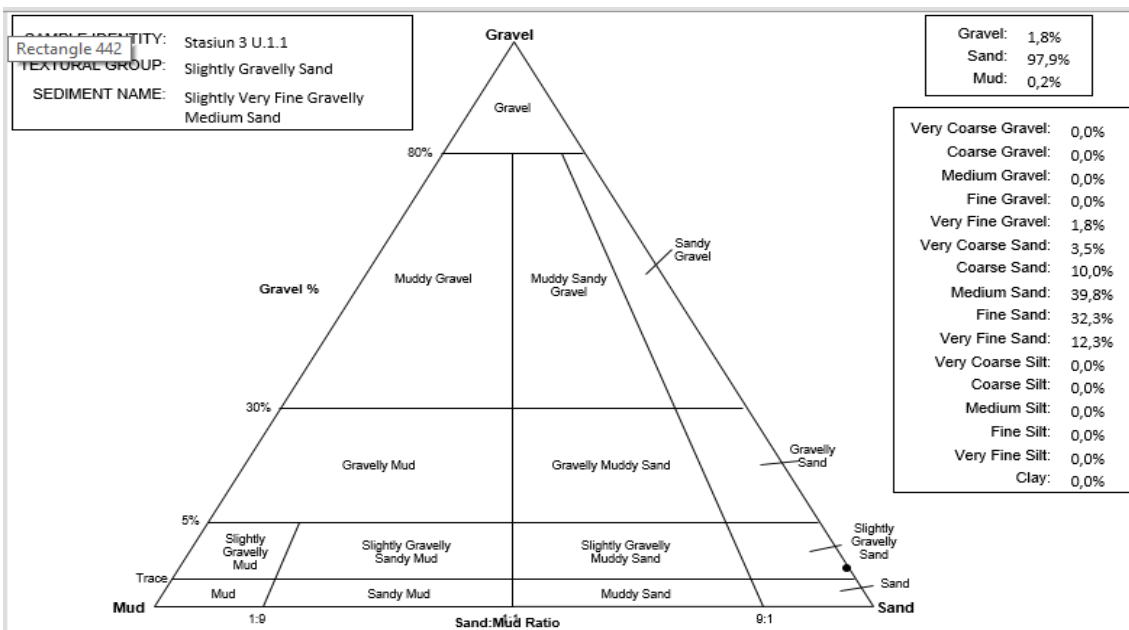 SAMPLE IDENTITY: Stasiun 3 U.1.1
Rectangle 442
TEXTURAL GROUP: Slightly Gravelly Sand
SEDIMENT NAME: Slightly Very Fine Gravelly
Medium Sand
Gravel: 1,8%
Sand: 97,9%
Mud: 0,2%
Very Coarse Gravel: 0,0%
Coarse Gravel: 0,0%
Medium Gravel: 0,0%
Fine Gravel: 0,0%
Very Fine Gravel: 1,8%
Very Coarse Sand: 3,5%
Coarse Sand: 10,0%
Medium Sand: 39,8%
Fine Sand: 32,3%
Very Fine Sand: 12,3%
Very Coarse Silt: 0,0%
Coarse Silt: 0,0%
Medium Silt: 0,0%
Fine Silt: 0,0%
Very Fine Silt: 0,0%
Clay: 0,0%
Gravel
Gravel
80%
Sandy
Gravel
Muddy Gravel
Muddy Sandy
Gravel
Gravel %
30%
Gravelly Mud
Gravelly Muddy Sand
Gravelly
Sand
5%
Slightly
Gravelly
Mud
Slightly Gravelly
Sandy Mud
Slightly Gravelly
Muddy Sand
Slightly
Gravelly
Sand
Trace
Mud
Sandy Mud
Muddy Sand
Sand
Mud
Sand
1:9
9:1
Sand:Mud Ratio